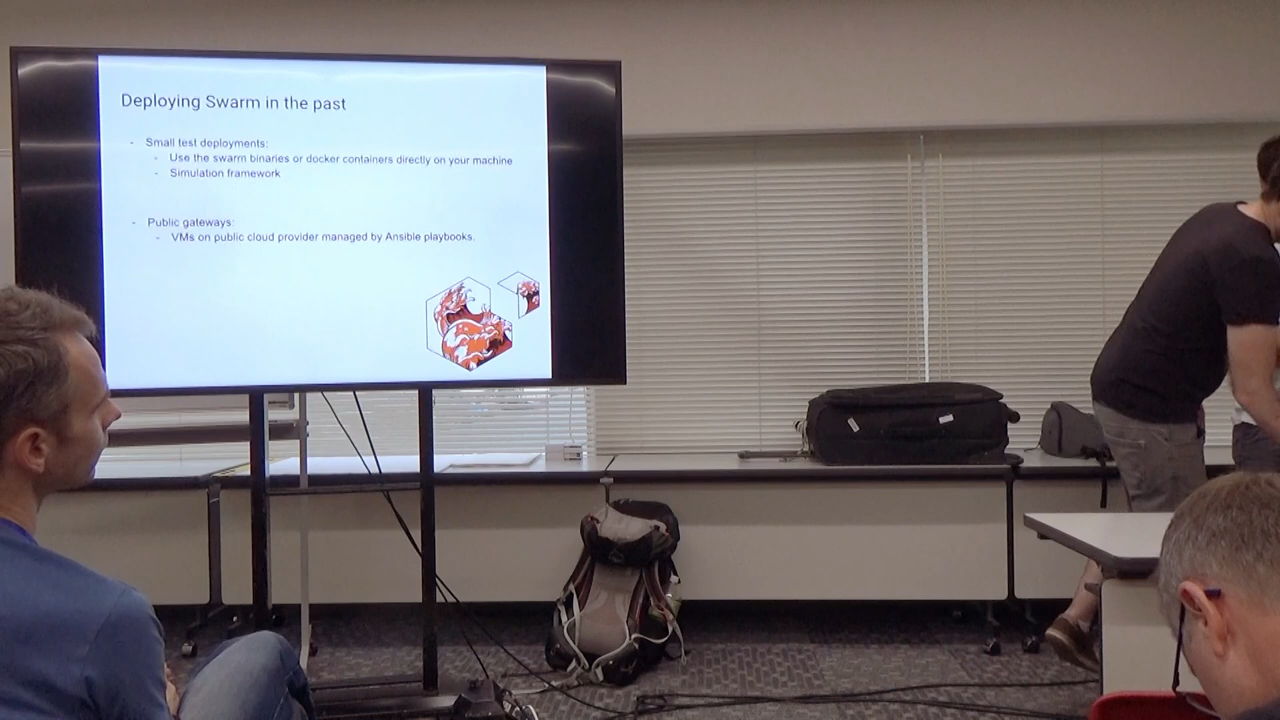 Deploying Swarm in the past
- Small test deployments:
- Use the swarm binaries or docker containers directly on your machine
- Simulation framework
- Public gateways:
- VMs on public cloud provider managed by Ansible playbooks.